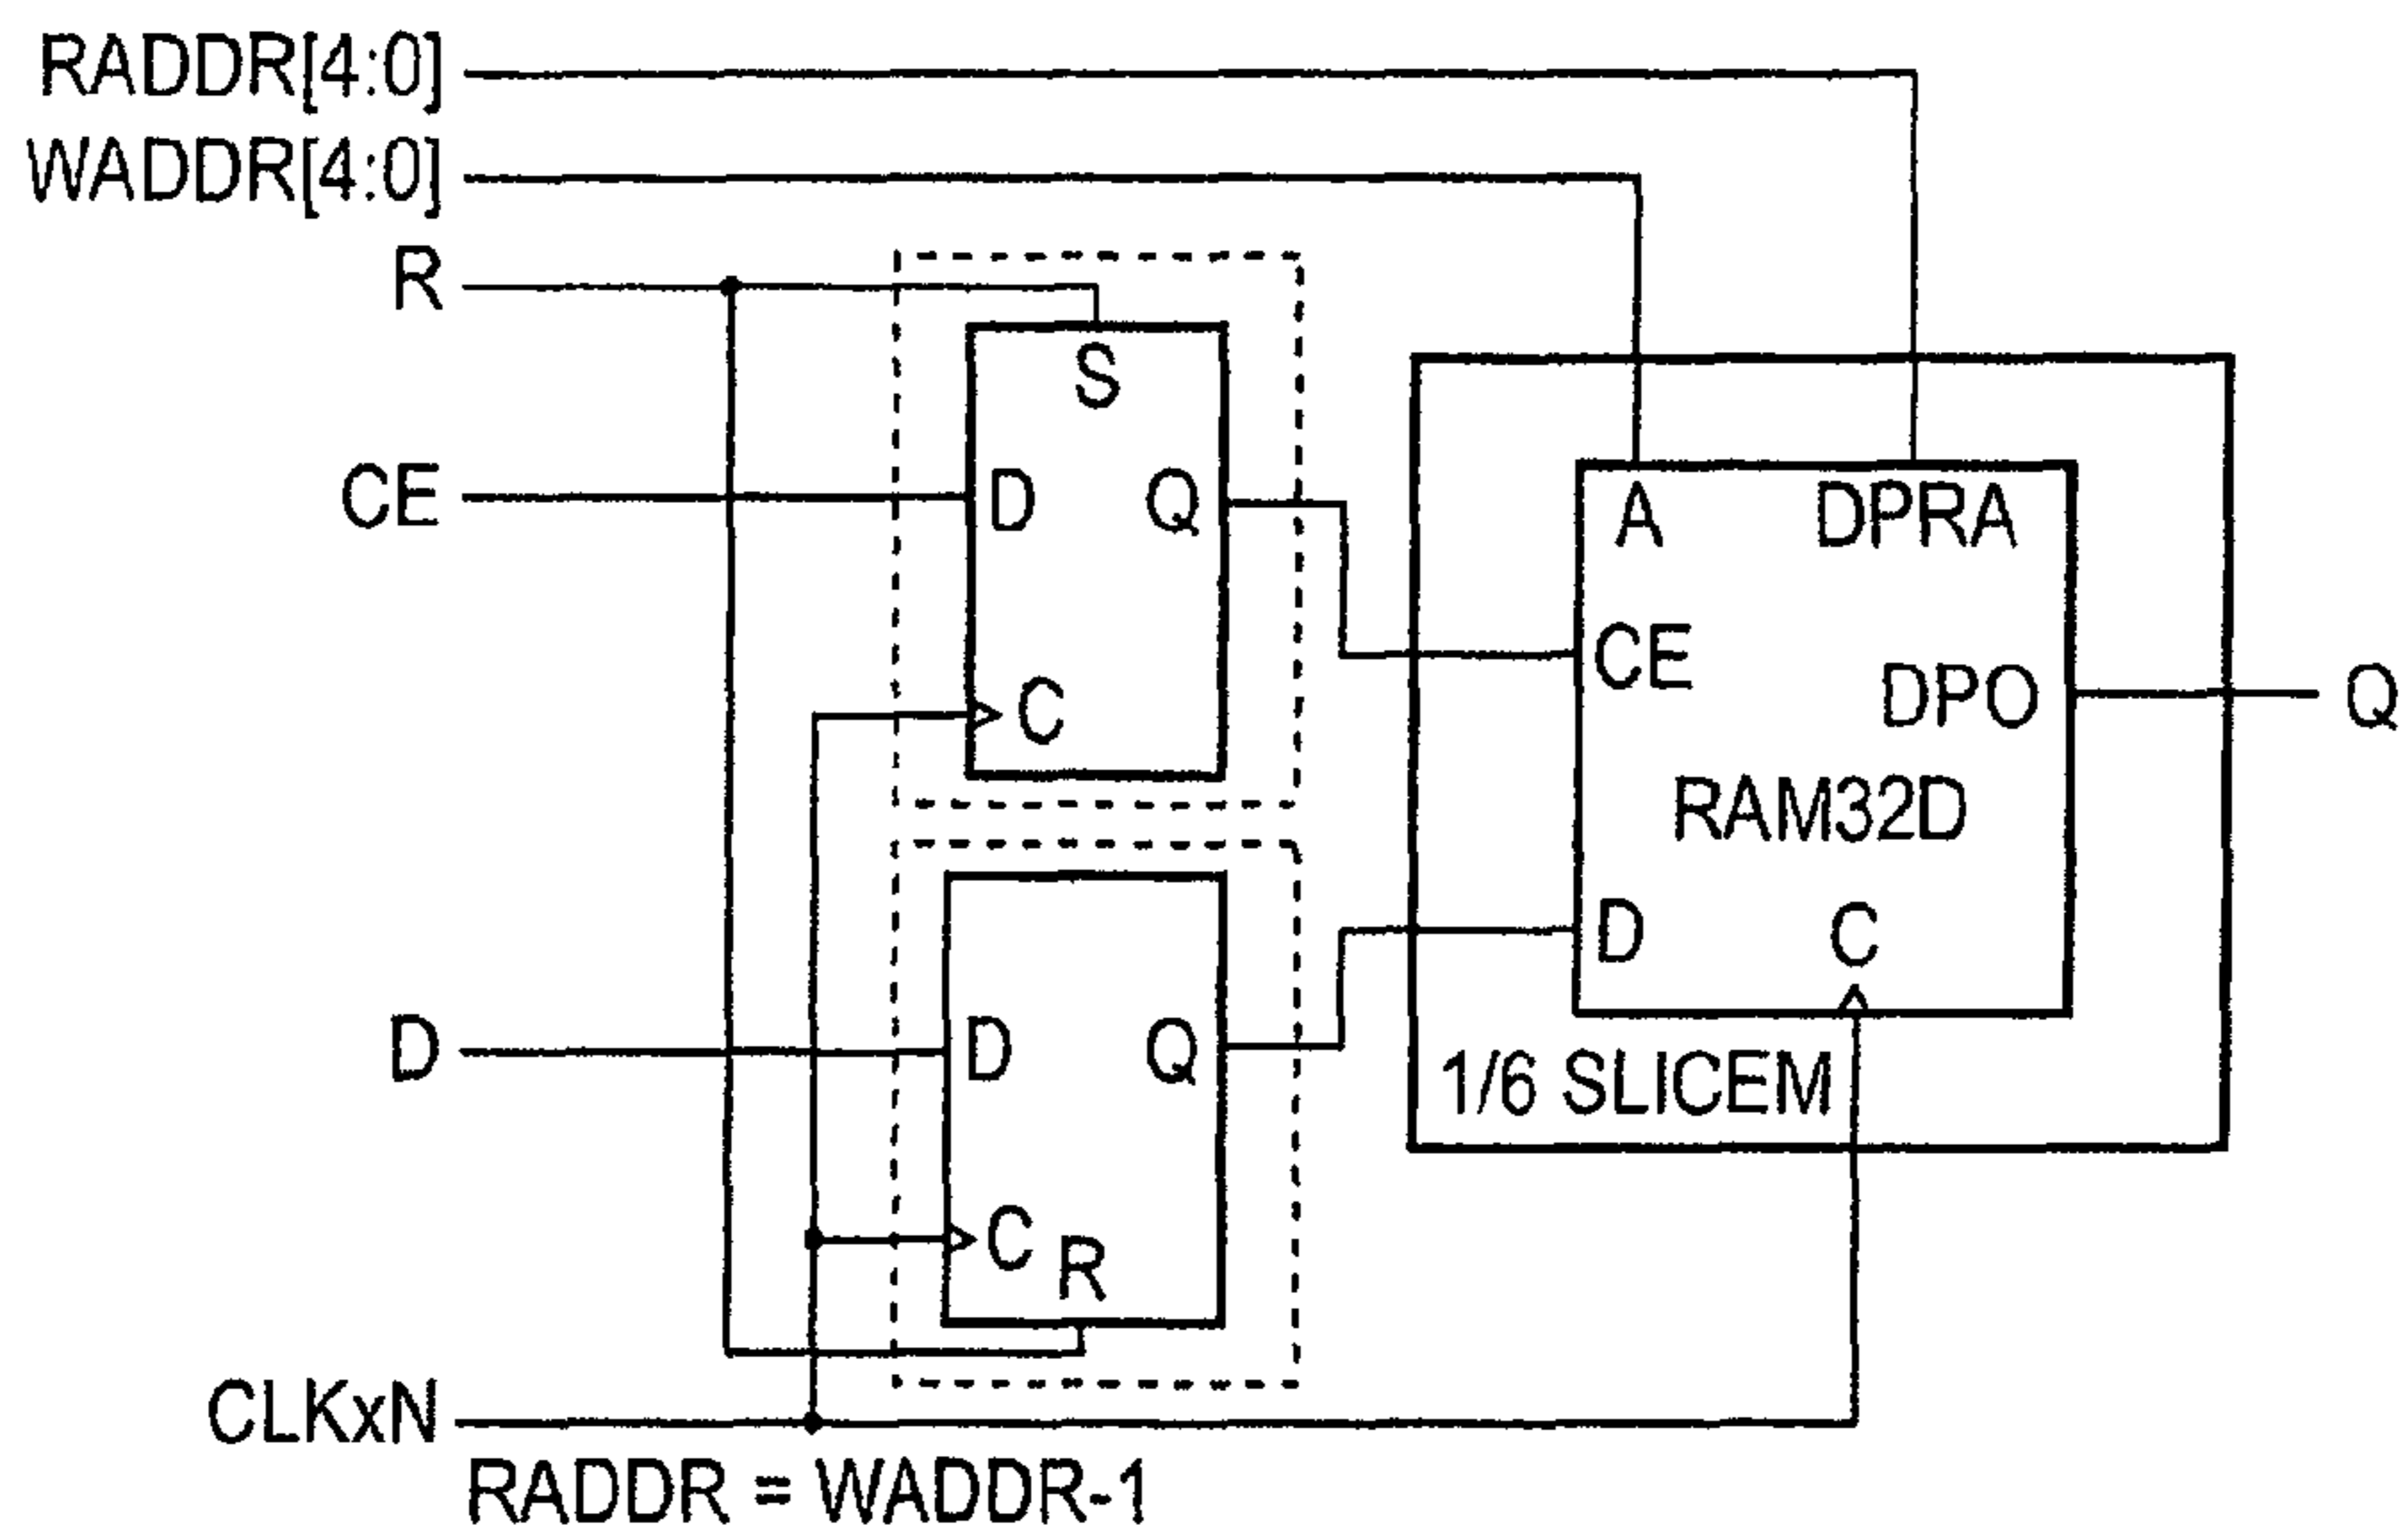 RADDR[4:0]
WADDR[4:0]
R
S
CE
D
Q
A
DPRA
CE
C
DPO
Q
RAM32D
D
C
D
D
Q
1/6 SLICEM
C
R
CLKxN
RADDR = WADDR-1